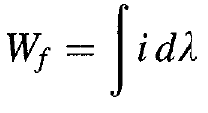 W_f = ∫ i dλ